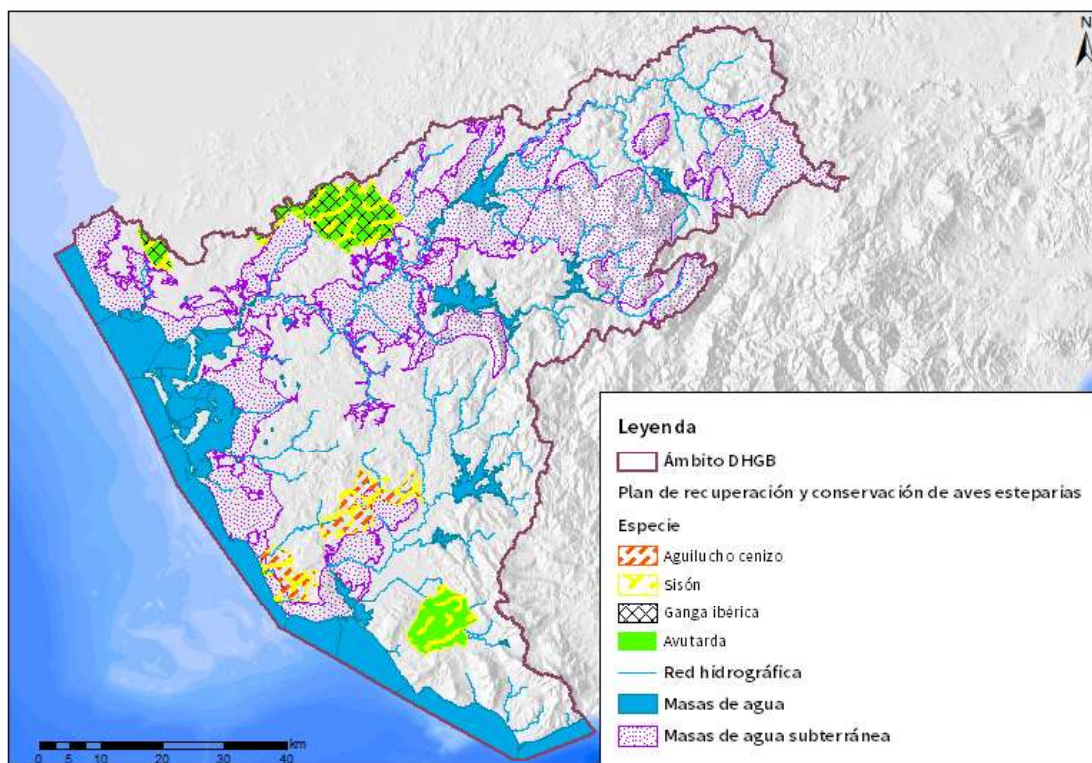 N
Leyenda
Ámbito DHGB
Plan de recuperación y conservación de aves esteparias
Especie
Aguilucho cenizo
Sisón
Ganga ibérica
Avutarda
Red hidrográfica
Masas de agua
Masas de agua subterránea
km
0 5 10 20 30 40